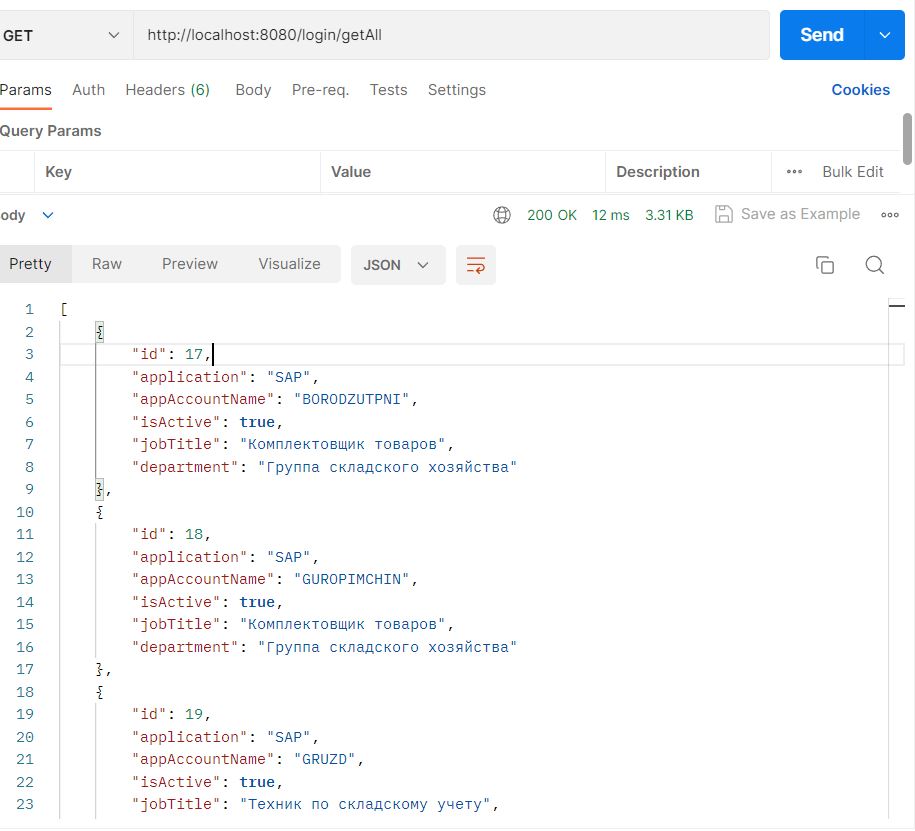 GET http://localhost:8080/login/getAll Send
Params Auth Headers (6) Body Pre-req. Tests Settings Cookies
Query Params
Key Value Description Bulk Edit
ody 200 OK 12 ms 3.31 KB Save as Example
Pretty Raw Preview Visualize JSON
1 [
2 {
3 "id": 17,
4 "application": "SAP",
5 "appAccountName": "BORODZUTPNI",
6 "isActive": true,
7 "jobTitle": "Комплектовщик товаров",
8 "department": "Группа складского хозяйства"
9 },
10 {
11 "id": 18,
12 "application": "SAP",
13 "appAccountName": "GUROPIMCHIN",
14 "isActive": true,
15 "jobTitle": "Комплектовщик товаров",
16 "department": "Группа складского хозяйства"
17 },
18 {
19 "id": 19,
20 "application": "SAP",
21 "appAccountName": "GRUZD",
22 "isActive": true,
23 "jobTitle": "Техник по складскому учету",